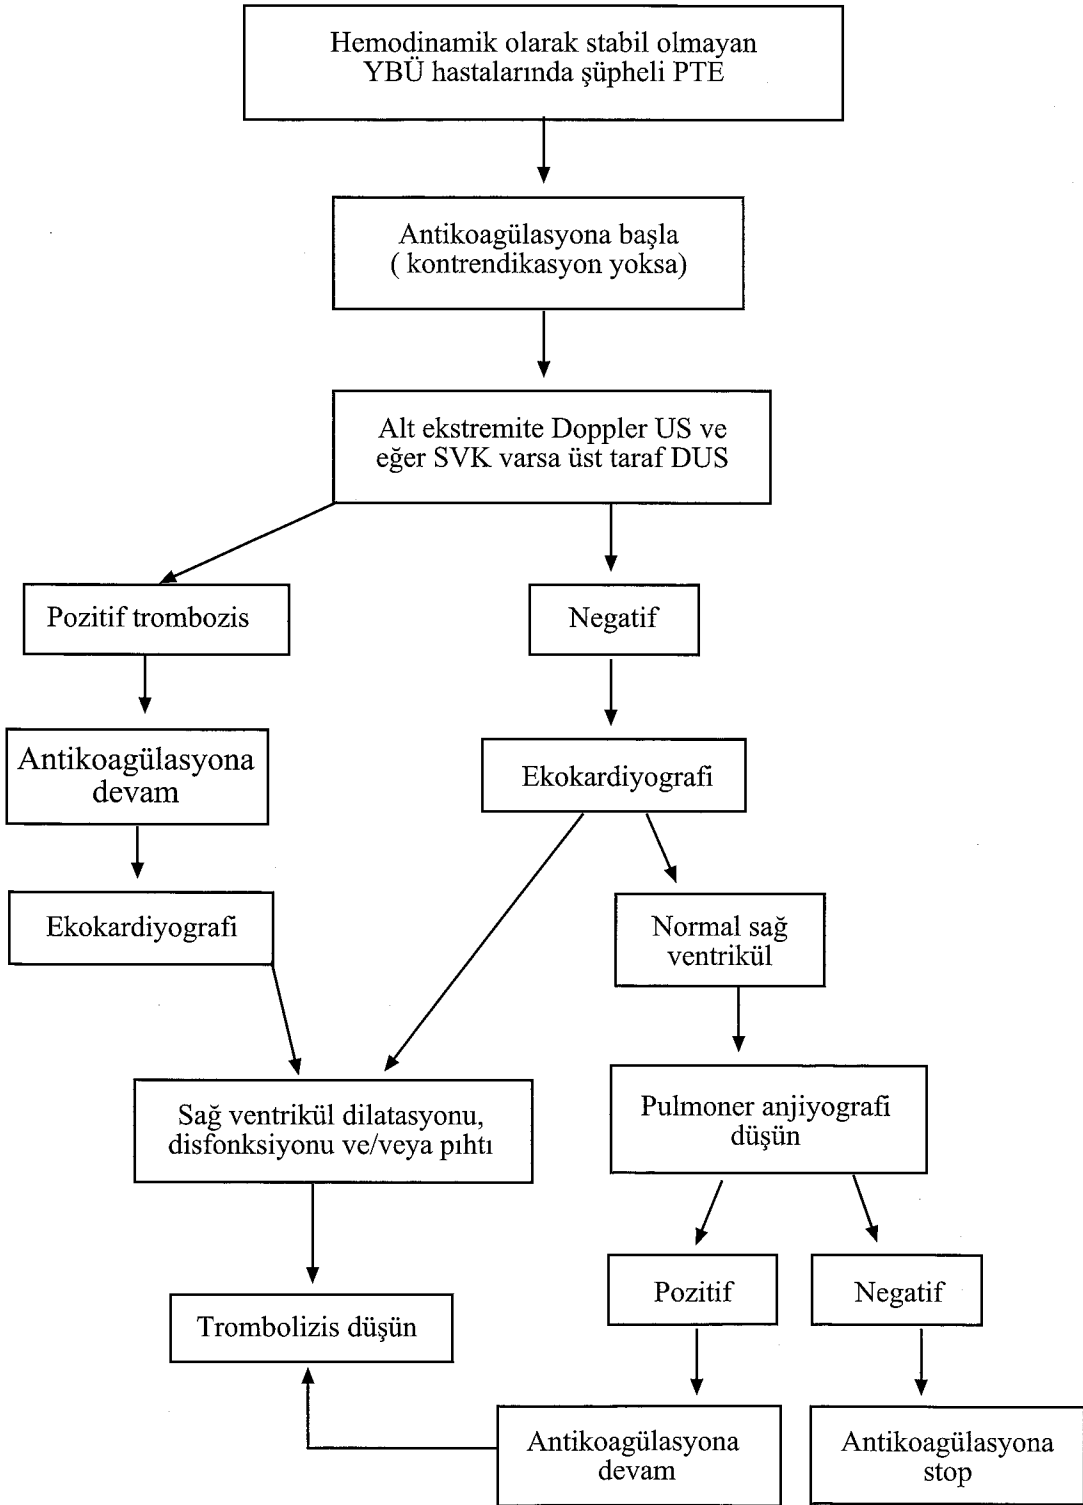 Hemodinamik olarak stabil olmayan
YBÜ hastalarında şüpheli PTE
Antikoagülasyona başla
( kontrendikasyon yoksa)
Alt ekstremite Doppler US ve
eğer SVK varsa üst taraf DUS
Pozitif trombozis
Negatif
Antikoagülasyona
devam
Ekokardiyografi
Ekokardiyografi
Normal sağ
ventrikül
Sağ ventrikül dilatasyonu,
disfonksiyonu ve/veya pıhtı
Pulmoner anjiyografi
düşün
Pozitif
Negatif
Trombolizis düşün
Antikoagülasyona
devam
Antikoagülasyona
stop